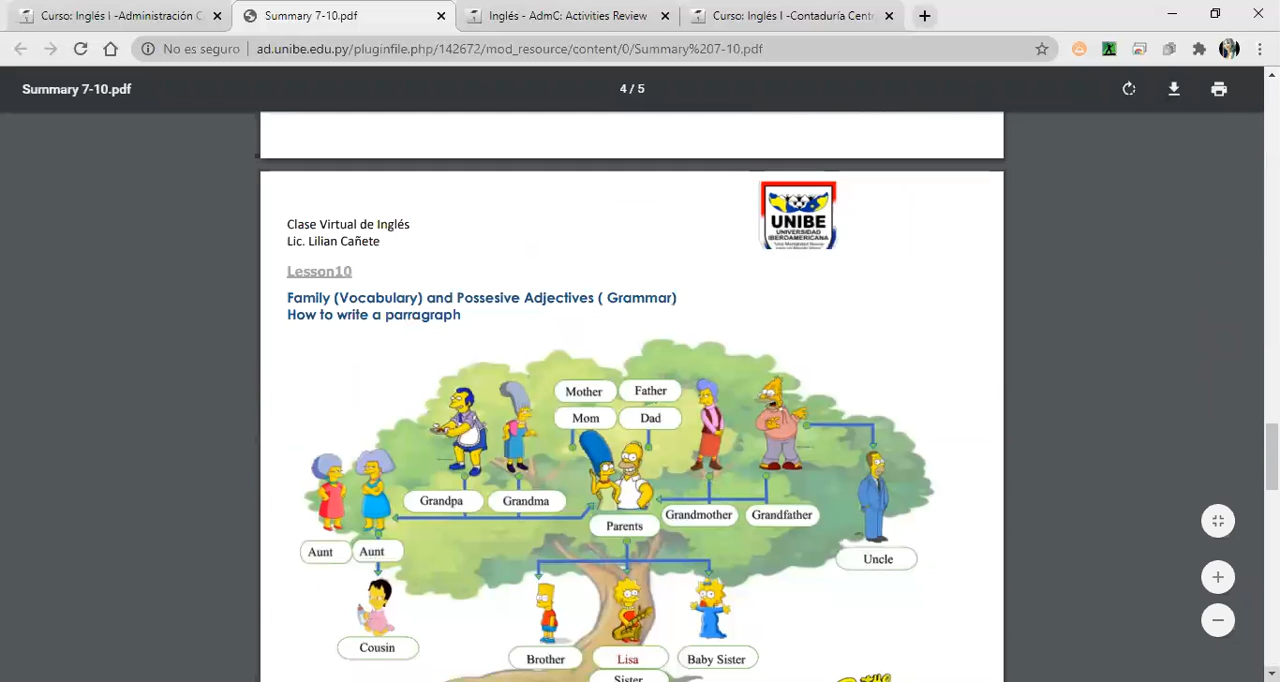 Curso: Inglés I -Administración C
Summary 7-10.pdf
Inglés - AdmC: Activities Review
Curso: Inglés I -Contaduría Cent
No es seguro
ad.unibe.edu.py/pluginfile.php/142672/mod_resource/content/0/Summary%207-10.pdf
Summary 7-10.pdf
4 / 5
Clase Virtual de Inglés
Lic. Lilian Cañete
UNIBE
UNIVERSIDAD
IBEROAMERICANA
Lesson10
Family (Vocabulary) and Possesive Adjectives ( Grammar)
How to write a parragraph
Mother
Father
Mom
Dad
Grandpa
Grandma
Parents
Grandmother
Grandfather
Aunt
Aunt
Uncle
Cousin
Brother
Lisa
Baby Sister
Sister